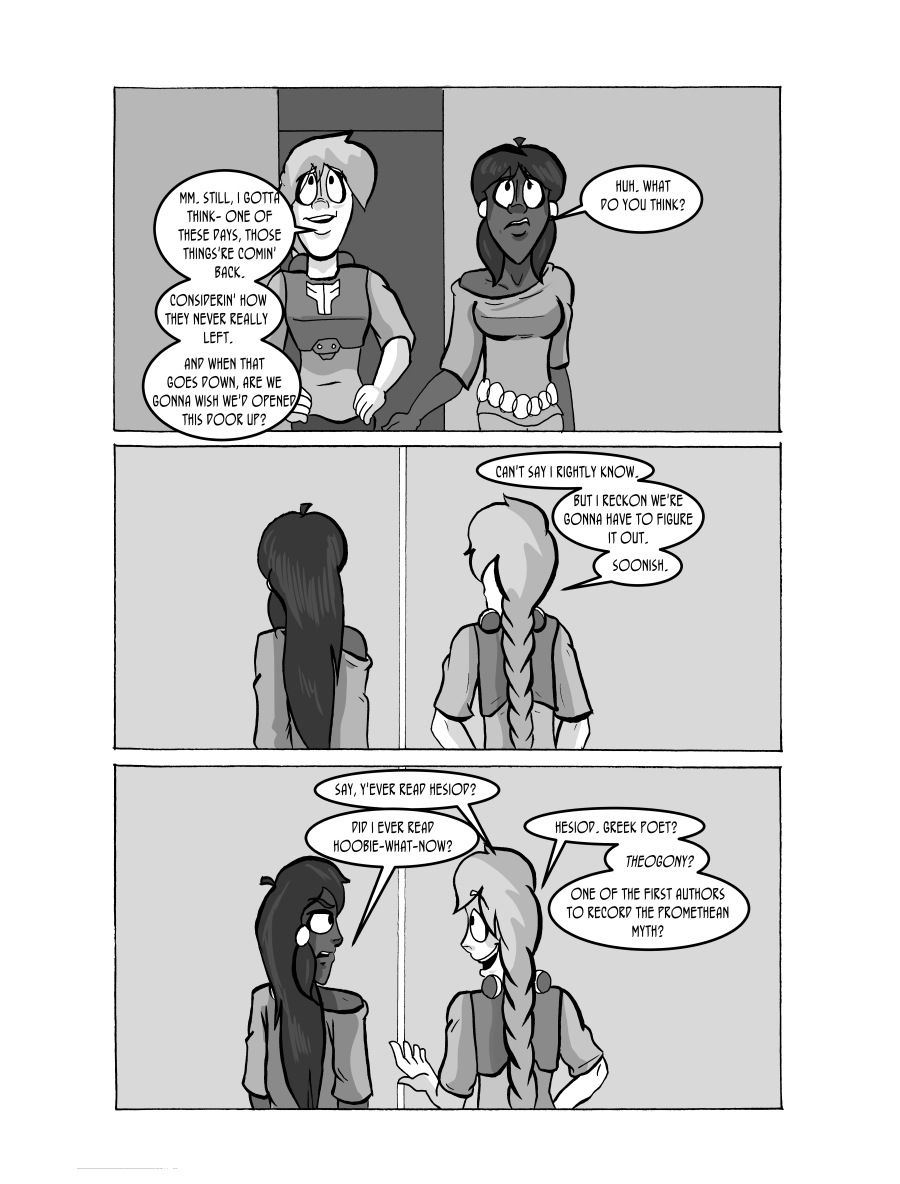 MM. STILL, I GOTTA
THINK- ONE OF
THESE DAYS, THOSE
THINGS'RE COMIN'
BACK.
CONSIDERIN' HOW
THEY NEVER REALLY
LEFT.
AND WHEN THAT
GOES DOWN, ARE WE
GONNA WISH WE'D OPENED
THIS DOOR UP?
HUH. WHAT
DO YOU THINK?
CAN'T SAY I RIGHTLY KNOW.
BUT I RECKON WE'RE
GONNA HAVE TO FIGURE
IT OUT.
SOONISH.
SAY, Y'EVER READ HESIOD?
DID I EVER READ
HOOBIE-WHAT-NOW?
HESIOD. GREEK POET?
THEOGONY?
ONE OF THE FIRST AUTHORS
TO RECORD THE PROMETHEAN
MYTH?